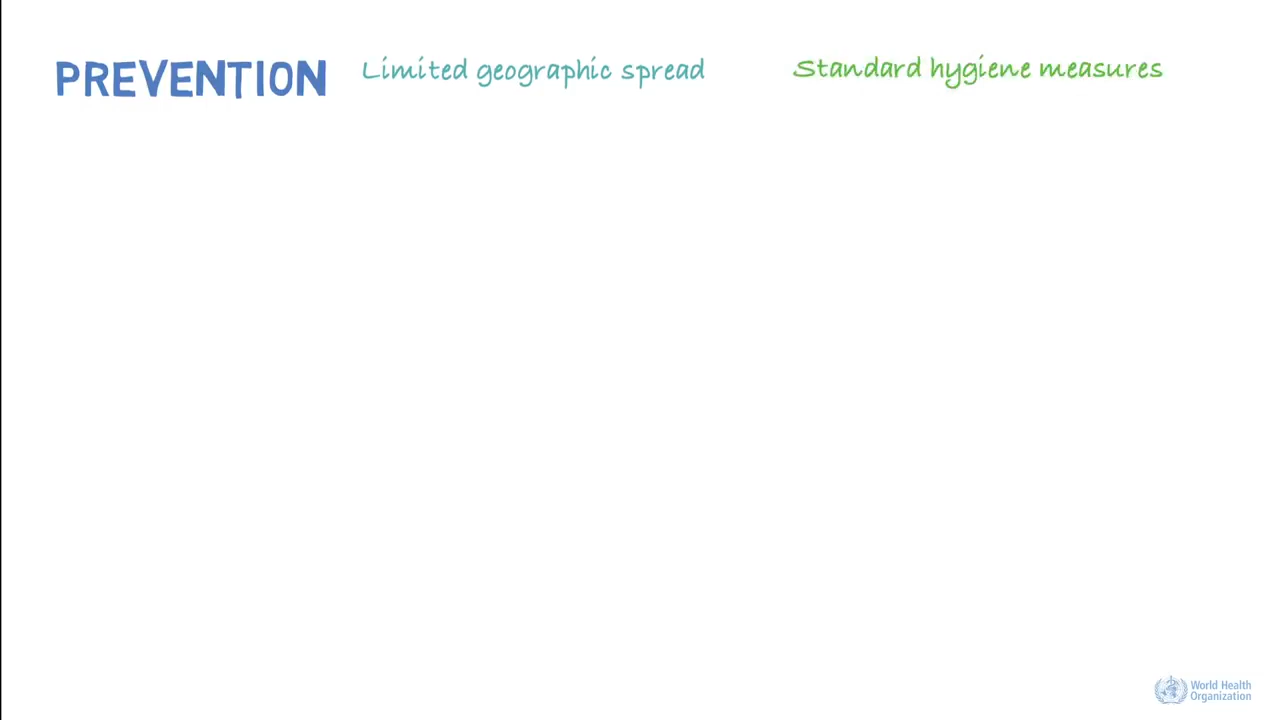 PREVENTION
Limited geographic spread
Standard hygiene measures
World Health
Organization